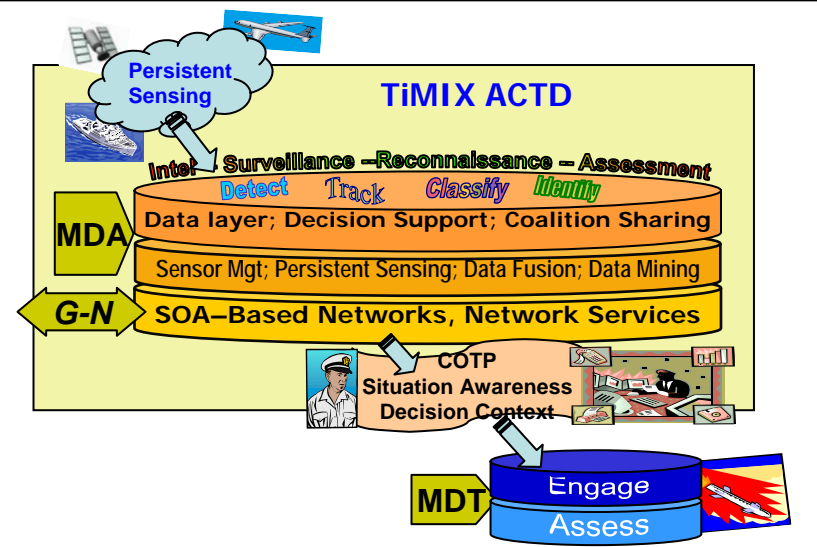 Persistent
Sensing
TiMIX ACTD
Intel - Surveillance --Reconnaissance -- Assessment
Detect Track Classify Identify
MDA
Data layer; Decision Support; Coalition Sharing
Sensor Mgt; Persistent Sensing; Data Fusion; Data Mining
G-N
SOA–Based Networks, Network Services
COTP
Situation Awareness
Decision Context
MDT
Engage
Assess